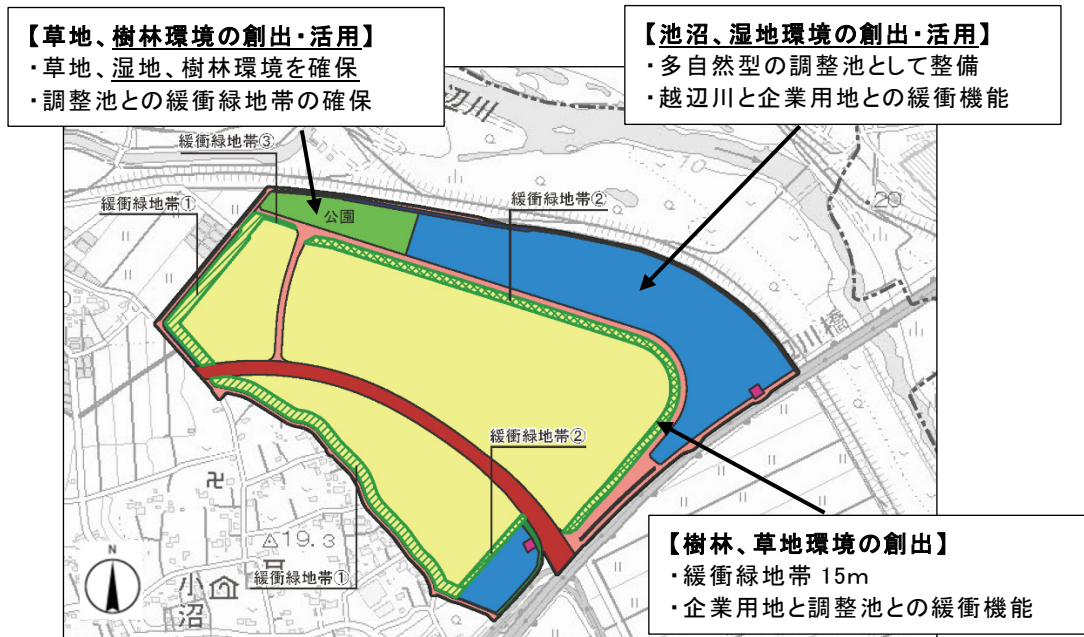 【草地、樹林環境の創出・活用】
・草地、湿地、樹林環境を確保
・調整池との緩衝緑地帯の確保
【池沼、湿地環境の創出・活用】
・多自然型の調整池として整備
・越辺川と企業用地との緩衝機能
辺川
緩衝緑地帯③
緩衝緑地帯①
公園
緩衝緑地帯②
20
辺川橋
緩衝緑地帯②
卍
△19.3
緩衝緑地帯①
小沼
N
【樹林、草地環境の創出】
・緩衝緑地帯 15m
・企業用地と調整池との緩衝機能